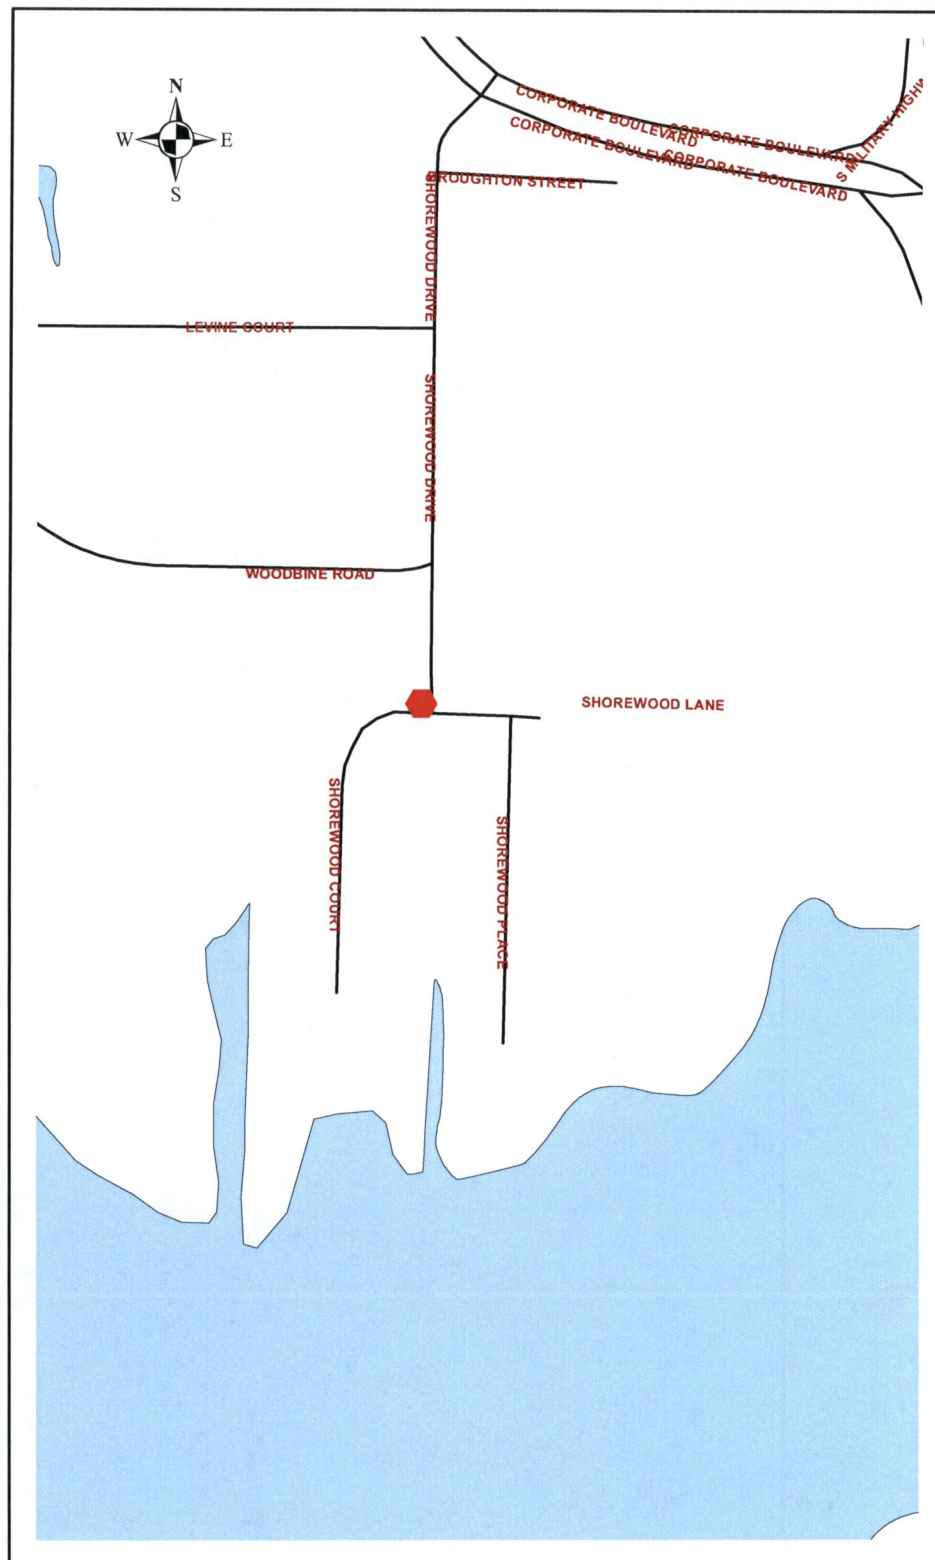 N
W
E
S
CORPORATE BOULEVARD
CORPORATE BOULEVARD
CORPORATE BOULEVARD
CORPORATE BOULEVARD
S MILITARY HIGHW
BROUGHTON STREET
SHOREWOOD DRIVE
LEVINE COURT
SHOREWOOD DRIVE
WOODBINE ROAD
SHOREWOOD LANE
SHOREWOOD COURT
SHOREWOOD PLACE